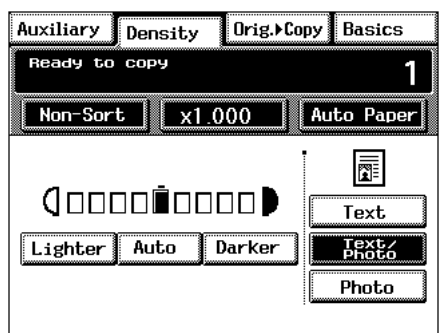 Auxiliary Density Orig.▸Copy Basics
Ready to copy
1
Non-Sort x1.000 Auto Paper
Text
Lighter Auto Darker
Text/
Photo
Photo